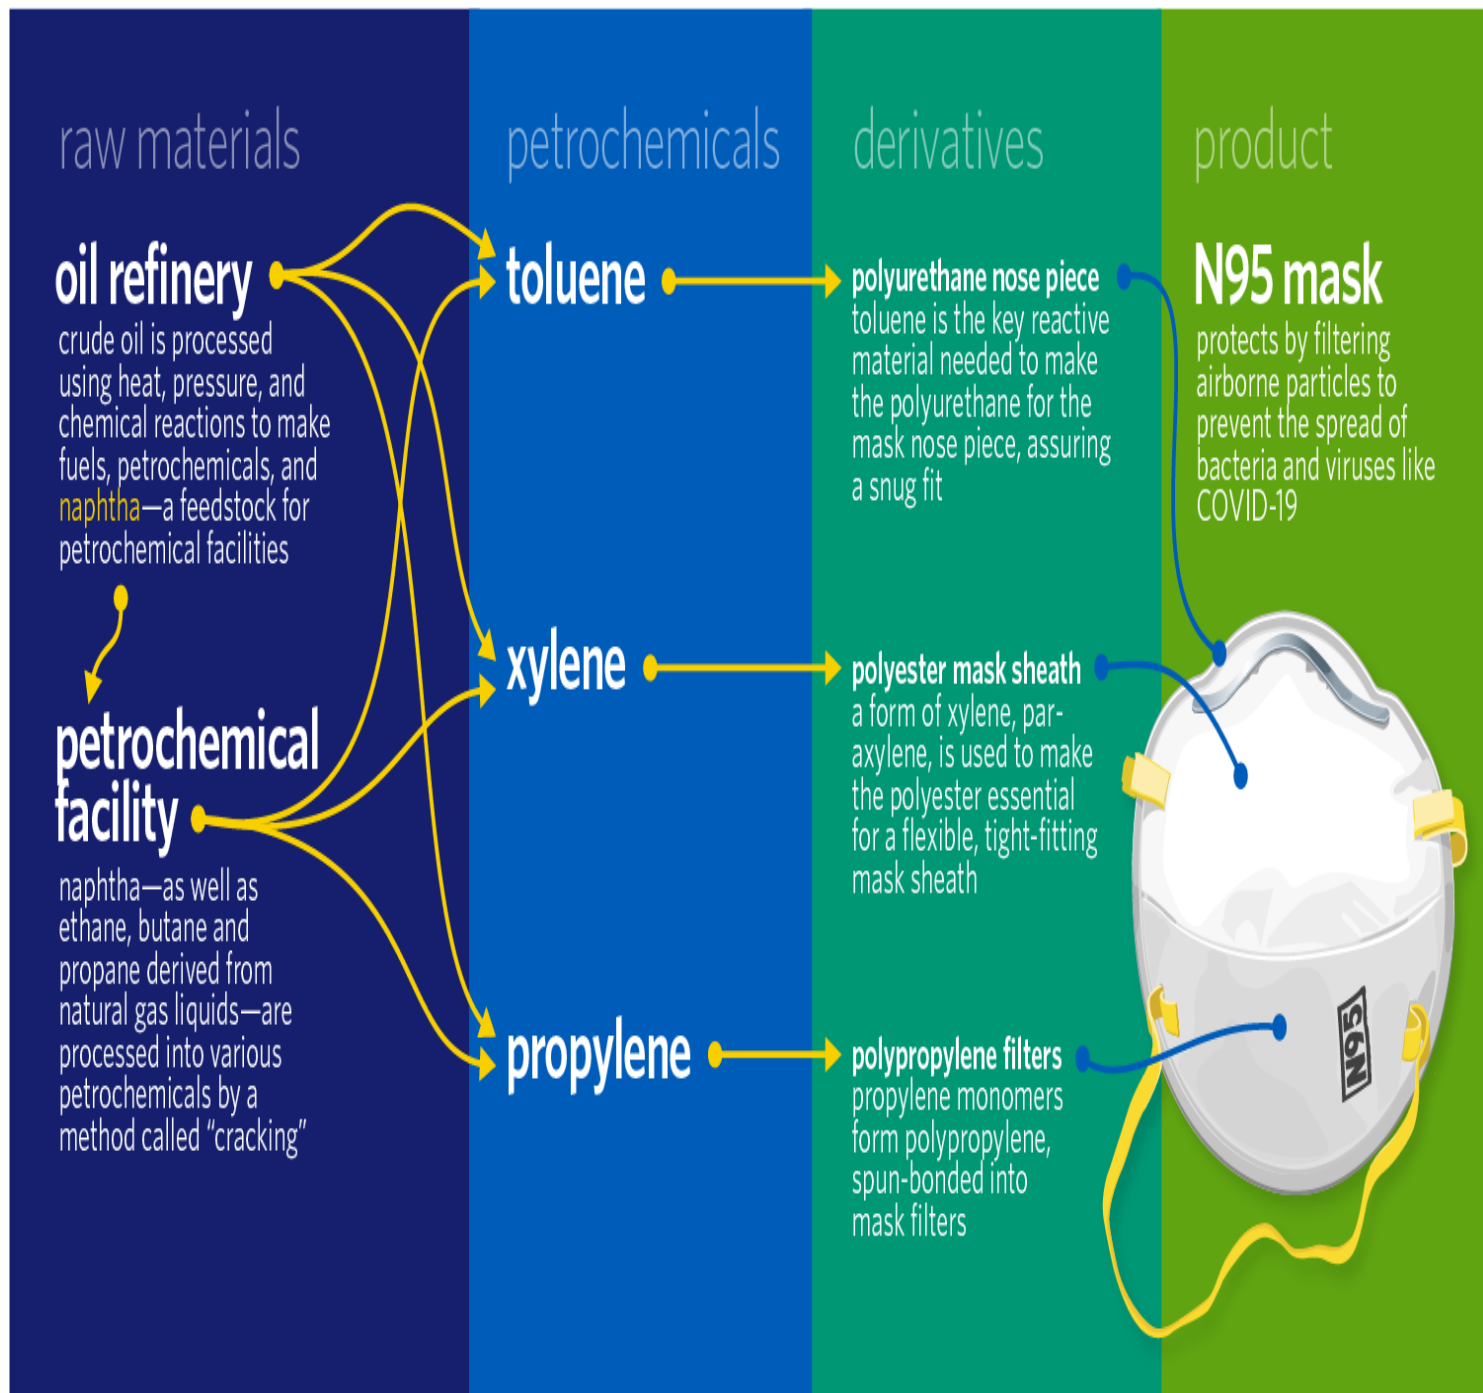 raw materials
petrochemicals
derivatives
product
oil refinery
crude oil is processed
using heat, pressure, and
chemical reactions to make
fuels, petrochemicals, and
naphtha—a feedstock for
petrochemical facilities
petrochemical
facility
naphtha—as well as
ethane, butane and
propane derived from
natural gas liquids—are
processed into various
petrochemicals by a
method called “cracking”
toluene
xylene
propylene
polyurethane nose piece
toluene is the key reactive
material needed to make
the polyurethane for the
mask nose piece, assuring
a snug fit
polyester mask sheath
a form of xylene, par-
axylene, is used to make
the polyester essential
for a flexible, tight-fitting
mask sheath
polypropylene filters
propylene monomers
form polypropylene,
spun-bonded into
mask filters
N95 mask
protects by filtering
airborne particles to
prevent the spread of
bacteria and viruses like
COVID-19
N95